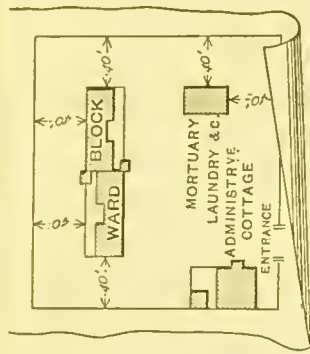 40'
40'
40'
40'
40'
40'
WARD BLOCK
MORTUARY
LAUNDRY &C.
ADMINISTRVE.
COTTAGE
ENTRANCE